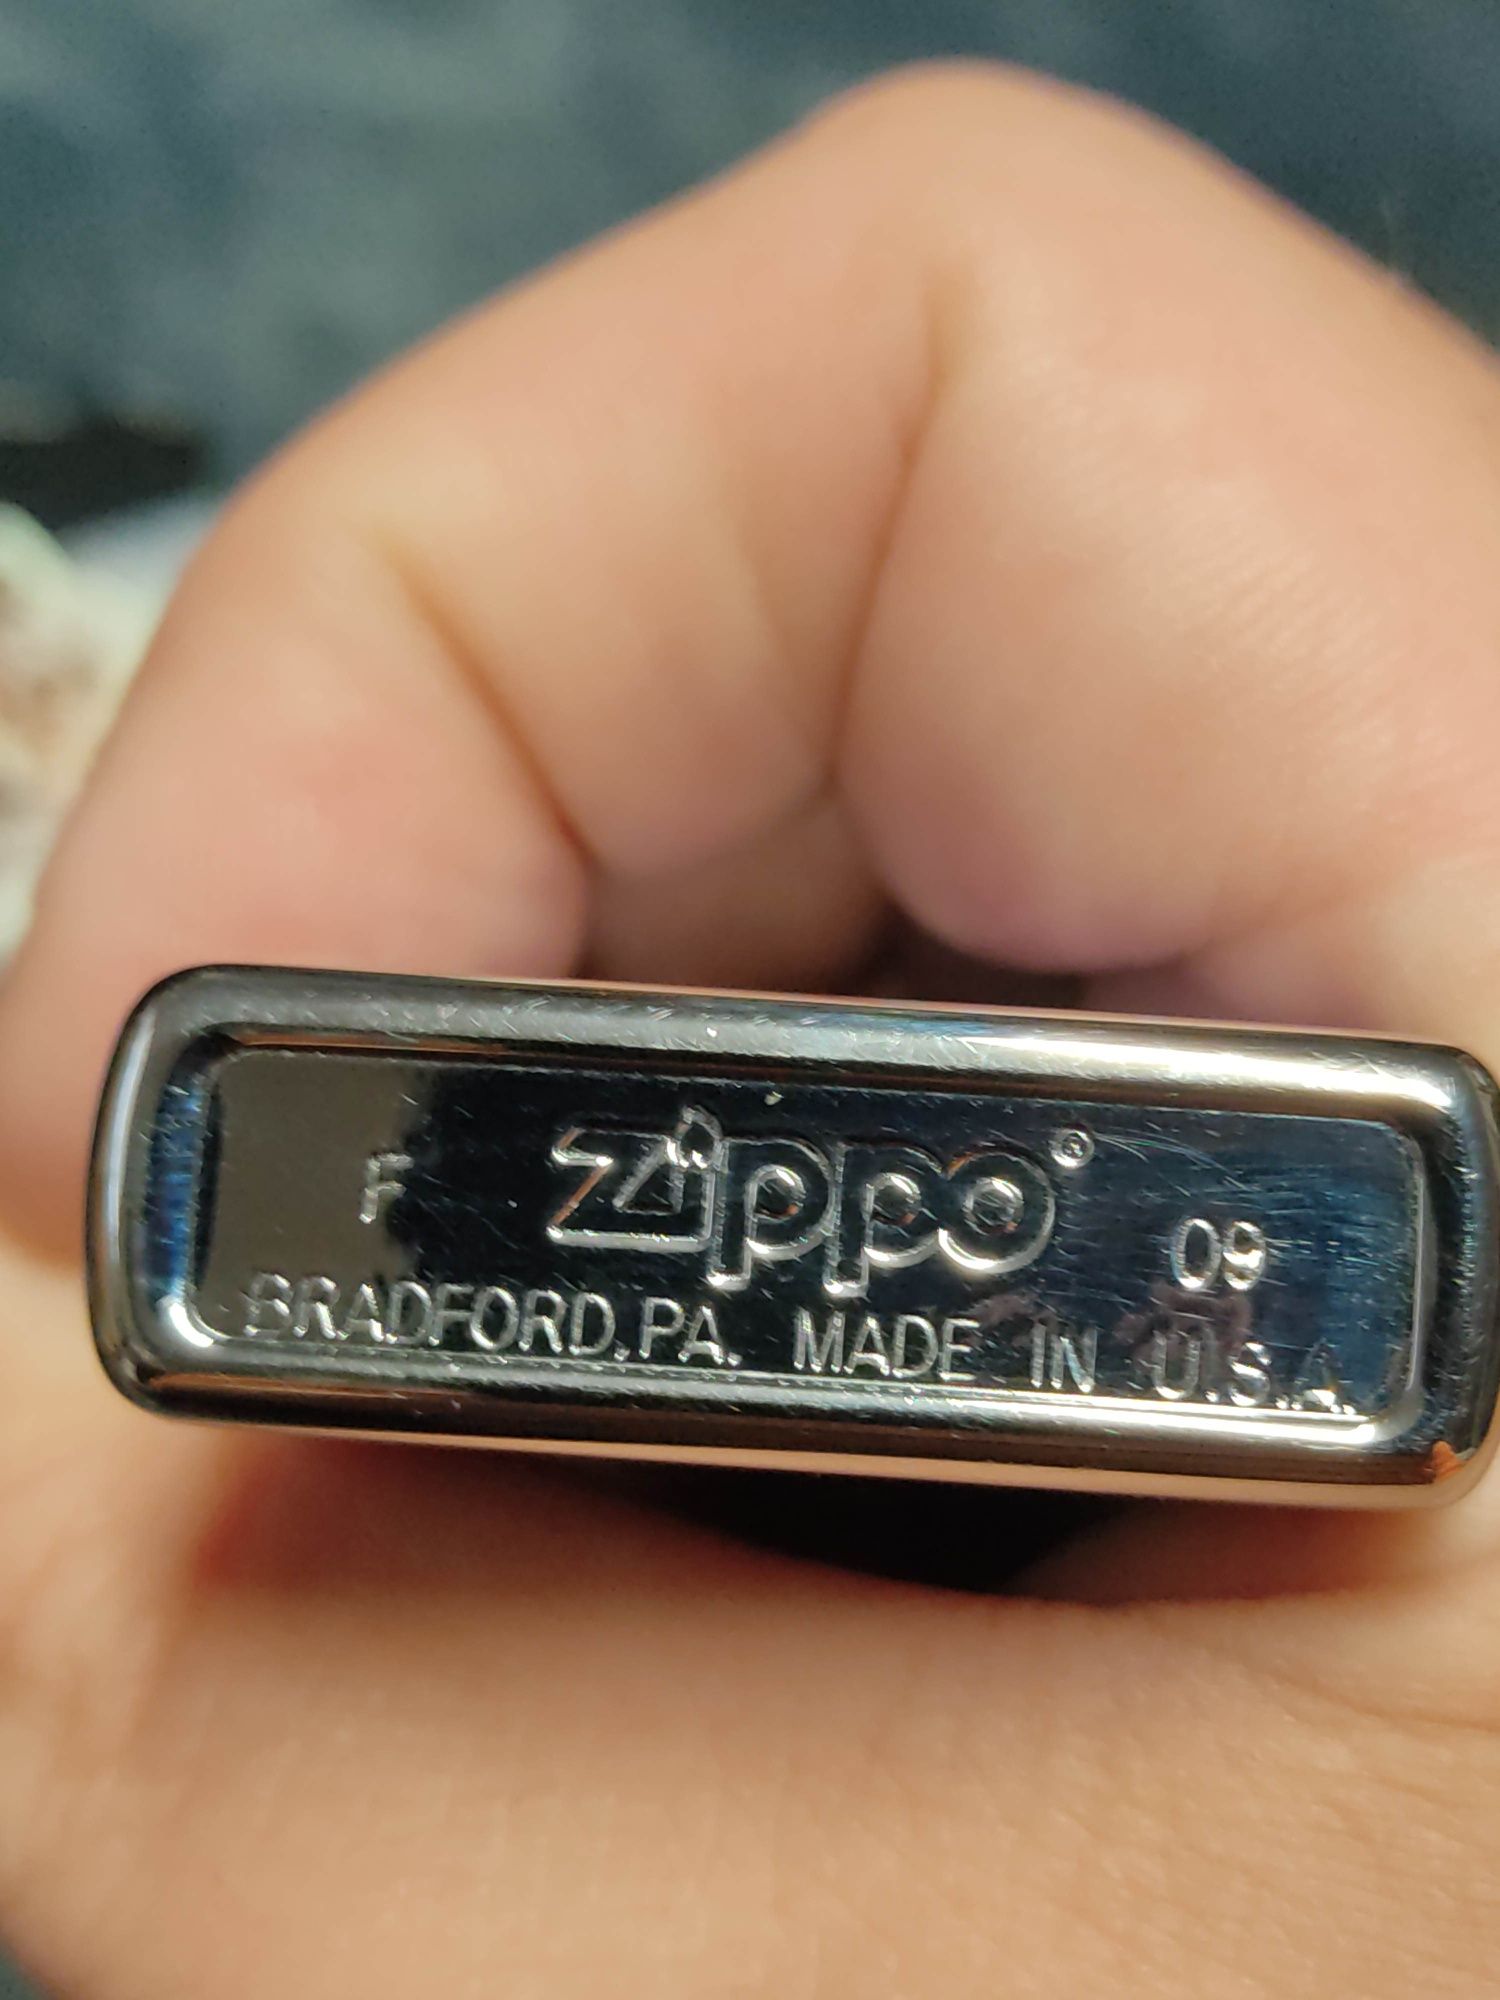 F zippo® 09
BRADFORD, PA. MADE IN U.S.A.